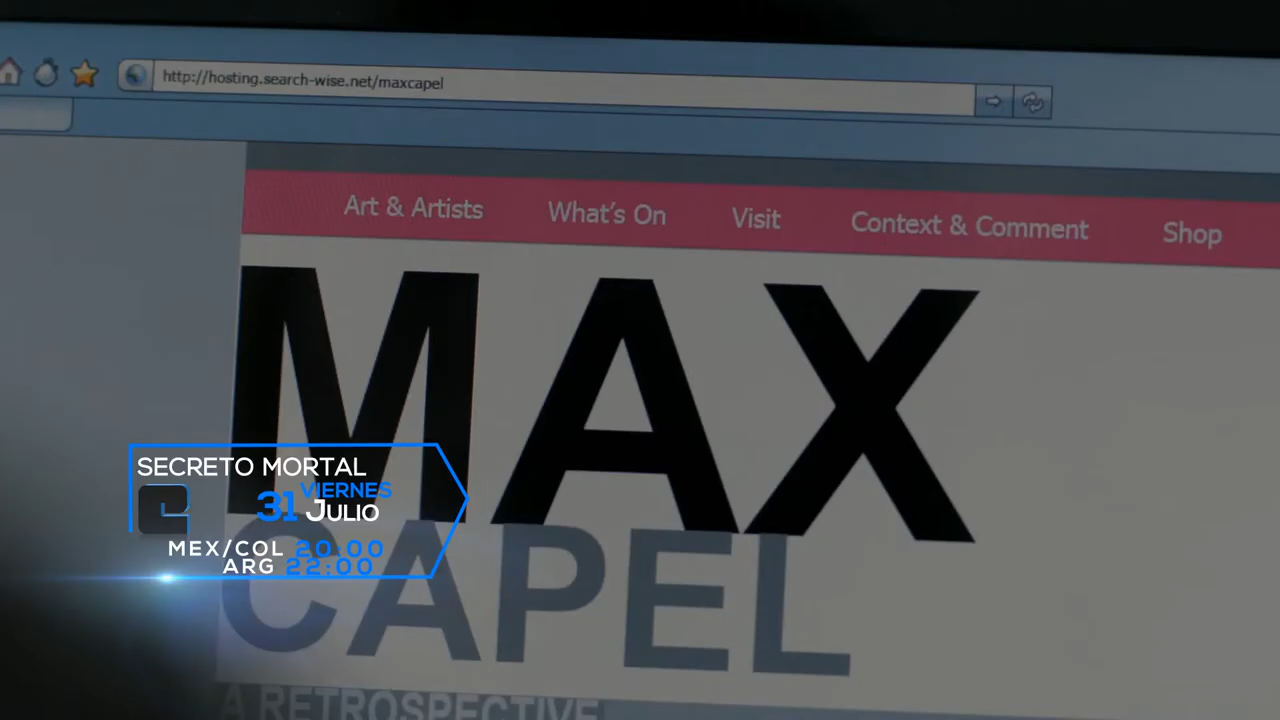 http://hosting.search-wise.net/maxcapel
Art & Artists What's On Visit Context & Comment Shop
MAX
CAPEL
A RETROSPECTIVE
SECRETO MORTAL
VIERNES
31 JULIO
MEX/COL 20:00
ARG 22:00